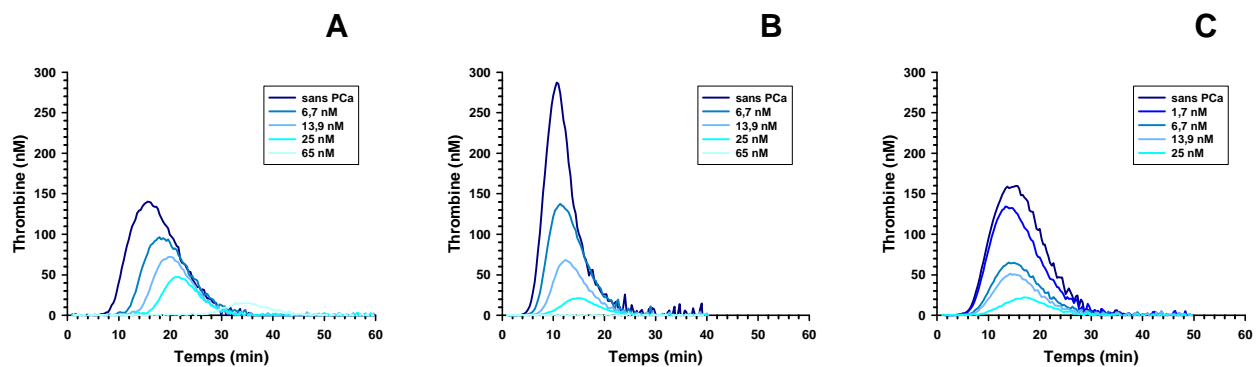 A
300
250
200
150
100
50
0
Thrombine (nM)
sans PCa
6,7 nM
13,9 nM
25 nM
65 nM
0 10 20 30 40 50 60
Temps (min)
B
300
250
200
150
100
50
0
Thrombine (nM)
sans PCa
6,7 nM
13,9 nM
25 nM
65 nM
0 10 20 30 40 50 60
Temps (min)
C
300
250
200
150
100
50
0
Thrombine (nM)
sans PCa
1,7 nM
6,7 nM
13,9 nM
25 nM
0 10 20 30 40 50 60
Temps (min)